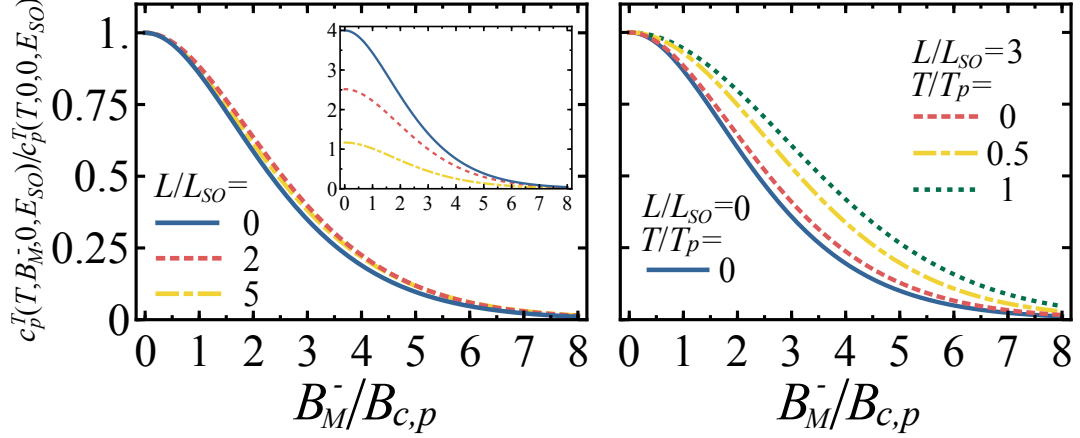 c_p^T(T,B_M^-,0,E_SO)/c_p^T(T,0,0,E_SO)
1.
0.75
0.5
0.25
0
0 1 2 3 4 5 6 7 8
B_M^-/B_{c,p}
L/L_SO=
0
2
5
4
3
2
1
0
0 1 2 3 4 5 6 7 8
L/L_SO=3
T/T_P=
0
0.5
1
L/L_SO=0
T/T_P=
0
0 1 2 3 4 5 6 7 8
B_M^-/B_{c,p}